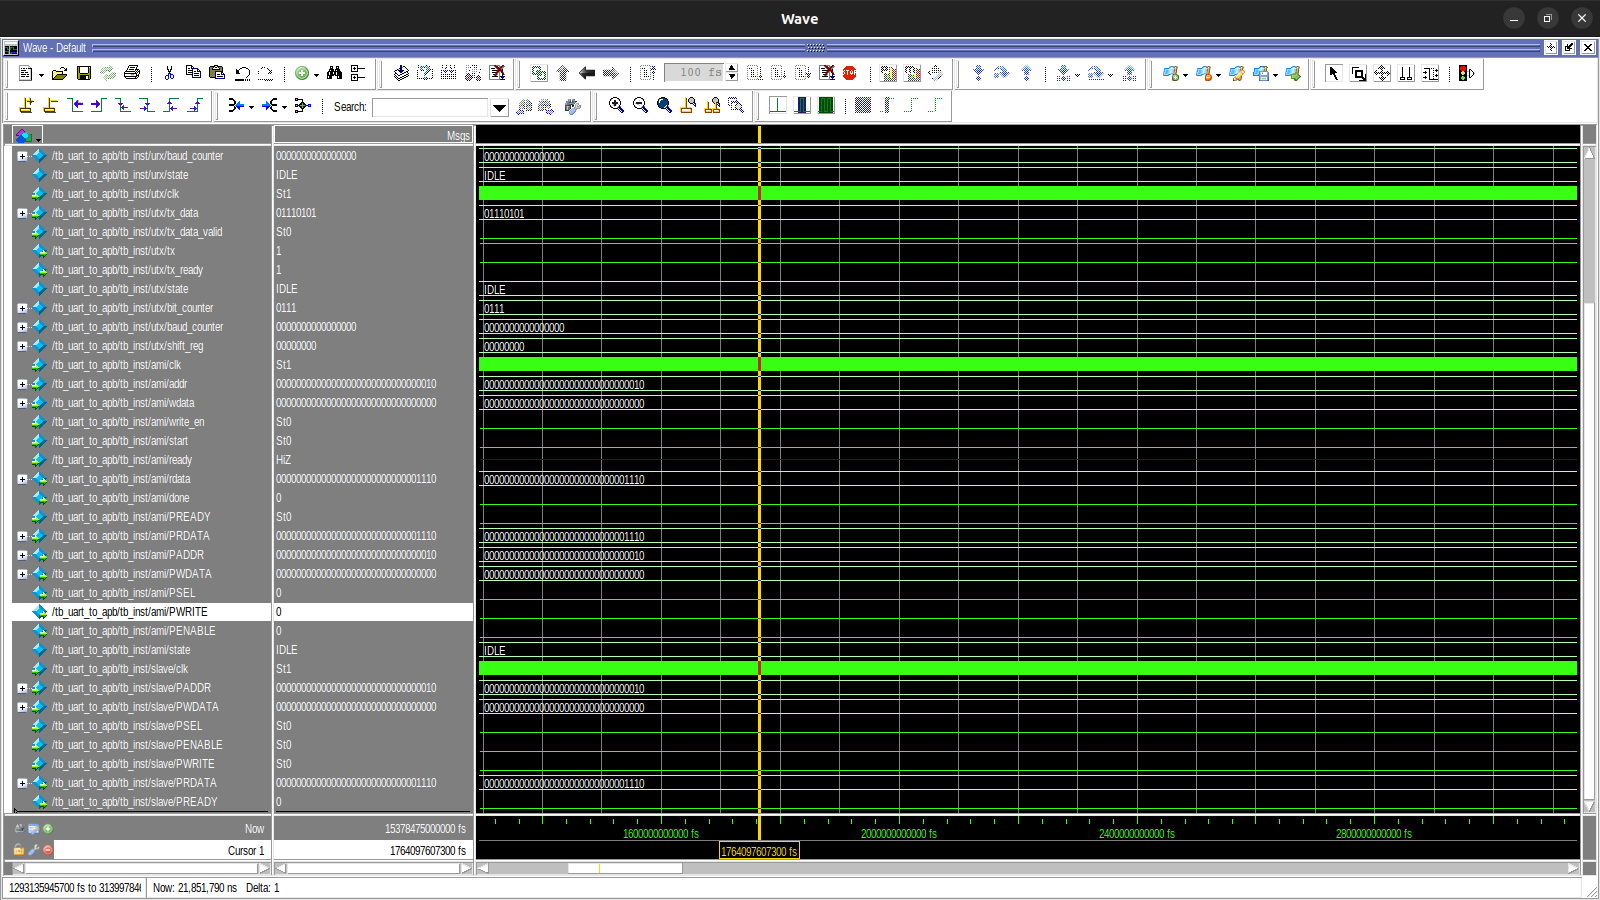 Wave
Wave - Default
100 fs
Search:
Msgs
/tb_uart_to_apb/tb_inst/urx/baud_counter 0000000000000000 0000000000000000
/tb_uart_to_apb/tb_inst/urx/state IDLE IDLE
/tb_uart_to_apb/tb_inst/utx/clk St1
/tb_uart_to_apb/tb_inst/utx/tx_data 01110101 01110101
/tb_uart_to_apb/tb_inst/utx/tx_data_valid St0
/tb_uart_to_apb/tb_inst/utx/tx 1
/tb_uart_to_apb/tb_inst/utx/tx_ready 1
/tb_uart_to_apb/tb_inst/utx/state IDLE IDLE
/tb_uart_to_apb/tb_inst/utx/bit_counter 0111 0111
/tb_uart_to_apb/tb_inst/utx/baud_counter 0000000000000000 0000000000000000
/tb_uart_to_apb/tb_inst/utx/shift_reg 00000000 00000000
/tb_uart_to_apb/tb_inst/ami/clk St1
/tb_uart_to_apb/tb_inst/ami/addr 00000000000000000000000000000010 00000000000000000000000000000010
/tb_uart_to_apb/tb_inst/ami/wdata 00000000000000000000000000000000 00000000000000000000000000000000
/tb_uart_to_apb/tb_inst/ami/write_en St0
/tb_uart_to_apb/tb_inst/ami/start St0
/tb_uart_to_apb/tb_inst/ami/ready HiZ
/tb_uart_to_apb/tb_inst/ami/rdata 00000000000000000000000000001110 00000000000000000000000000001110
/tb_uart_to_apb/tb_inst/ami/done 0
/tb_uart_to_apb/tb_inst/ami/PREADY St0
/tb_uart_to_apb/tb_inst/ami/PRDATA 00000000000000000000000000001110 00000000000000000000000000001110
/tb_uart_to_apb/tb_inst/ami/PADDR 00000000000000000000000000000010 00000000000000000000000000000010
/tb_uart_to_apb/tb_inst/ami/PWDATA 00000000000000000000000000000000 00000000000000000000000000000000
/tb_uart_to_apb/tb_inst/ami/PSEL 0
/tb_uart_to_apb/tb_inst/ami/PWRITE 0
/tb_uart_to_apb/tb_inst/ami/PENABLE 0
/tb_uart_to_apb/tb_inst/ami/state IDLE IDLE
/tb_uart_to_apb/tb_inst/slave/clk St1
/tb_uart_to_apb/tb_inst/slave/PADDR 00000000000000000000000000000010 00000000000000000000000000000010
/tb_uart_to_apb/tb_inst/slave/PWDATA 00000000000000000000000000000000 00000000000000000000000000000000
/tb_uart_to_apb/tb_inst/slave/PSEL St0
/tb_uart_to_apb/tb_inst/slave/PENABLE St0
/tb_uart_to_apb/tb_inst/slave/PWRITE St0
/tb_uart_to_apb/tb_inst/slave/PRDATA 00000000000000000000000000001110 00000000000000000000000000001110
/tb_uart_to_apb/tb_inst/slave/PREADY 0
Now 15378475000000 fs 1600000000000 fs 2000000000000 fs 2400000000000 fs 2800000000000 fs
Cursor 1 1764097607300 fs 1764097607300 fs
1293135945700 fs to 313997846 Now: 21,851,790 ns Delta: 1